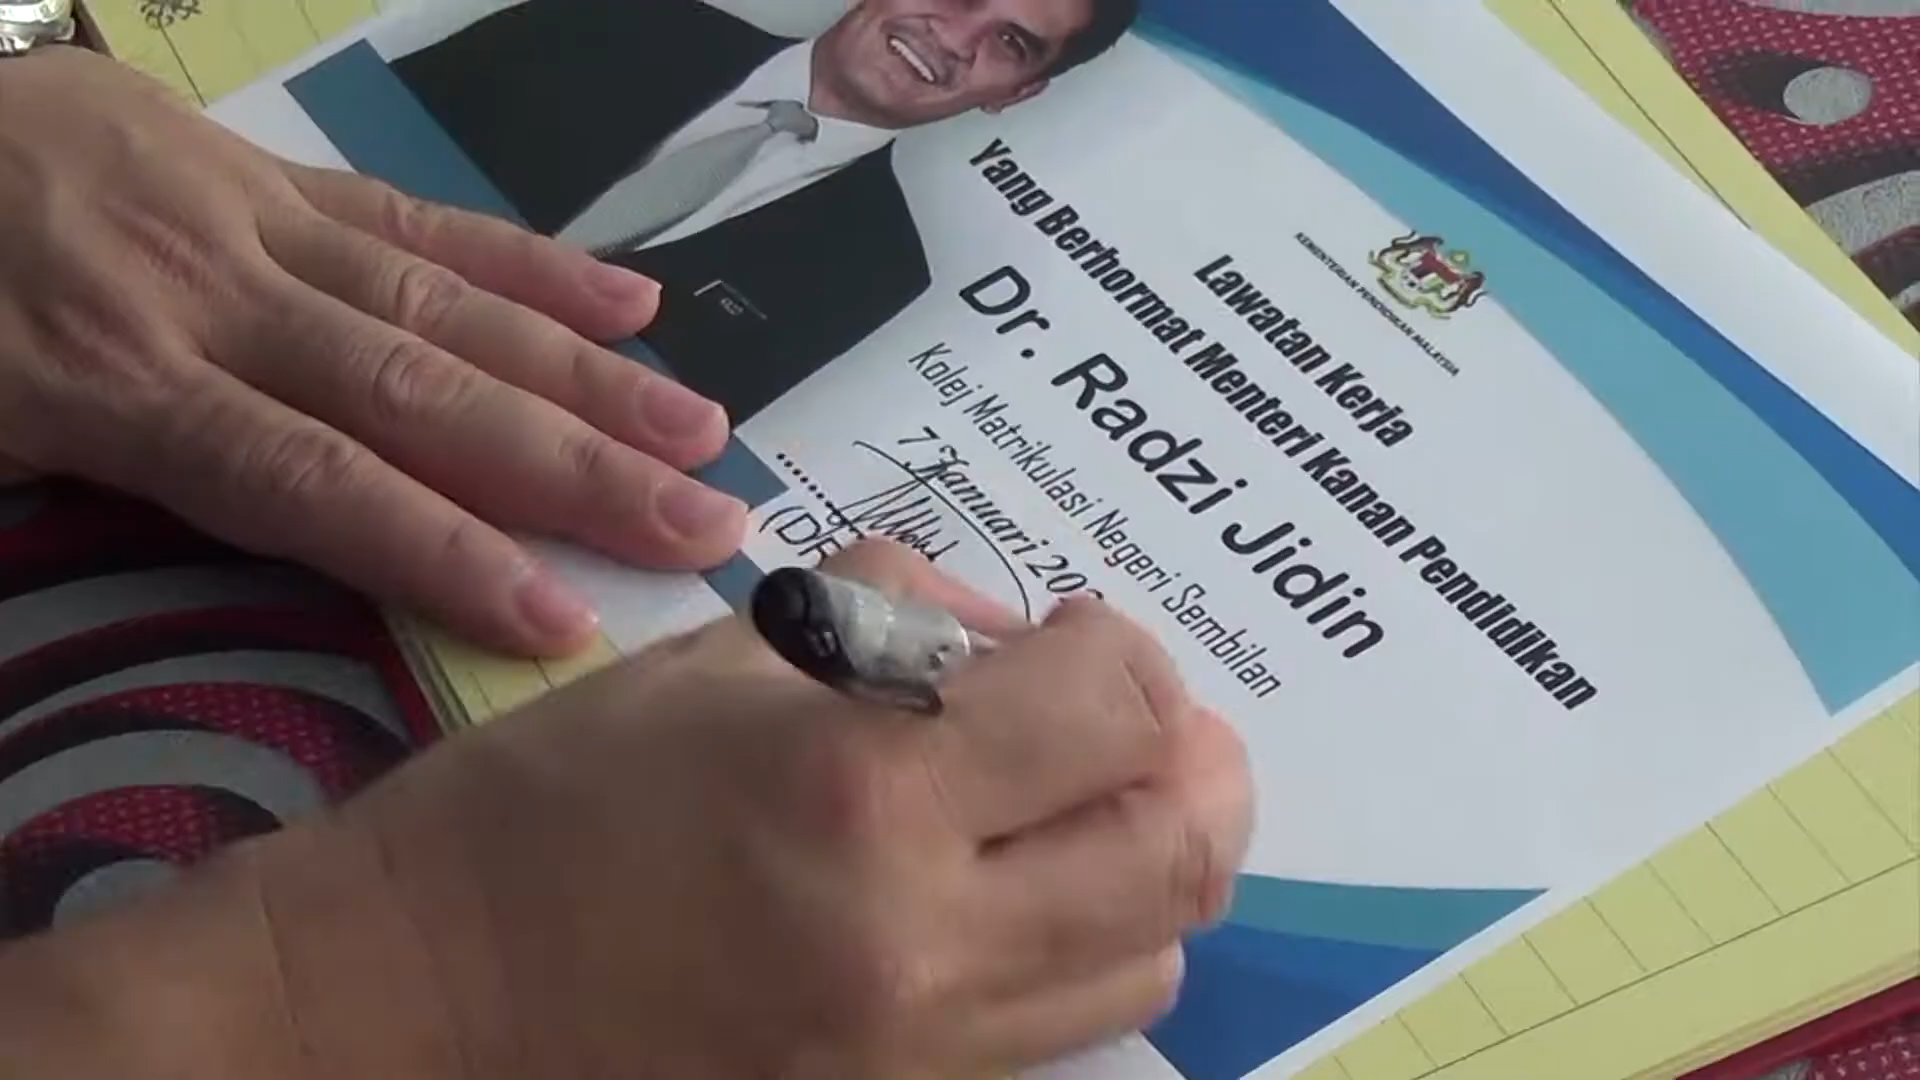 KEMENTERIAN PENDIDIKAN MALAYSIA
Lawatan Kerja
Yang Berhormat Menteri Kanan Pendidikan
Dr. Radzi Jidin
Kolej Matrikulasi Negeri Sembilan
7 Januari
(DR